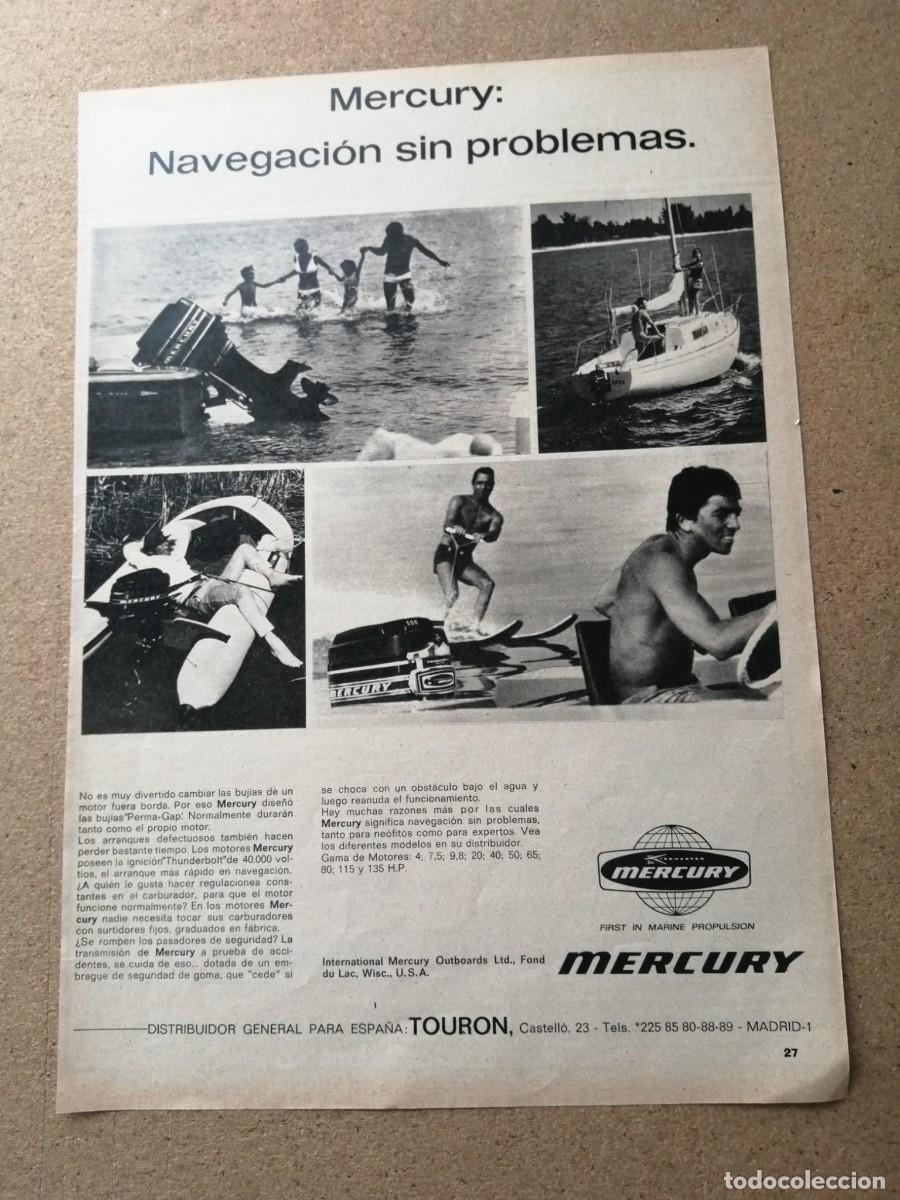 Mercury:
Navegación sin problemas.
MERCURY
MERCURY
500
MERCURY
No es muy divertido cambiar las bujías de un
motor fuera borda. Por eso Mercury diseñó
las bujías "Perma-Gap". Normalmente durarán
tanto como el propio motor.
Los arranques defectuosos también hacen
perder bastante tiempo. Los motores Mercury
poseen la ignición "Thunderbolt" de 40.000 vol-
tios, el arranque más rápido en navegación.
¿A quién le gusta hacer regulaciones cons-
tantes en el carburador, para que el motor
funcione normalmente? En los motores Mer-
cury nadie necesita tocar sus carburadores
con surtidores fijos, graduados en fábrica.
¿Se rompen los pasadores de seguridad? La
transmisión de Mercury a prueba de acci-
dentes, se cuida de eso... dotada de un em-
brague de seguridad de goma, que "cede" si
se choca con un obstáculo bajo el agua y
luego reanuda el funcionamiento.
Hay muchas razones más por las cuales
Mercury significa navegación sin problemas,
tanto para neófitos como para expertos. Vea
los diferentes modelos en su distribuidor.
Gama de Motores: 4; 7,5; 9,8; 20; 40; 50; 65;
80; 115 y 135 H.P.
International Mercury Outboards Ltd., Fond
du Lac, Wisc., U.S.A.
KIEKHAEFER
MERCURY
FIRST IN MARINE PROPULSION
MERCURY
DISTRIBUIDOR GENERAL PARA ESPAÑA: TOURON, Castelló, 23 - Tels. *225 85 80-88-89 - MADRID-1
27
todocoleccion